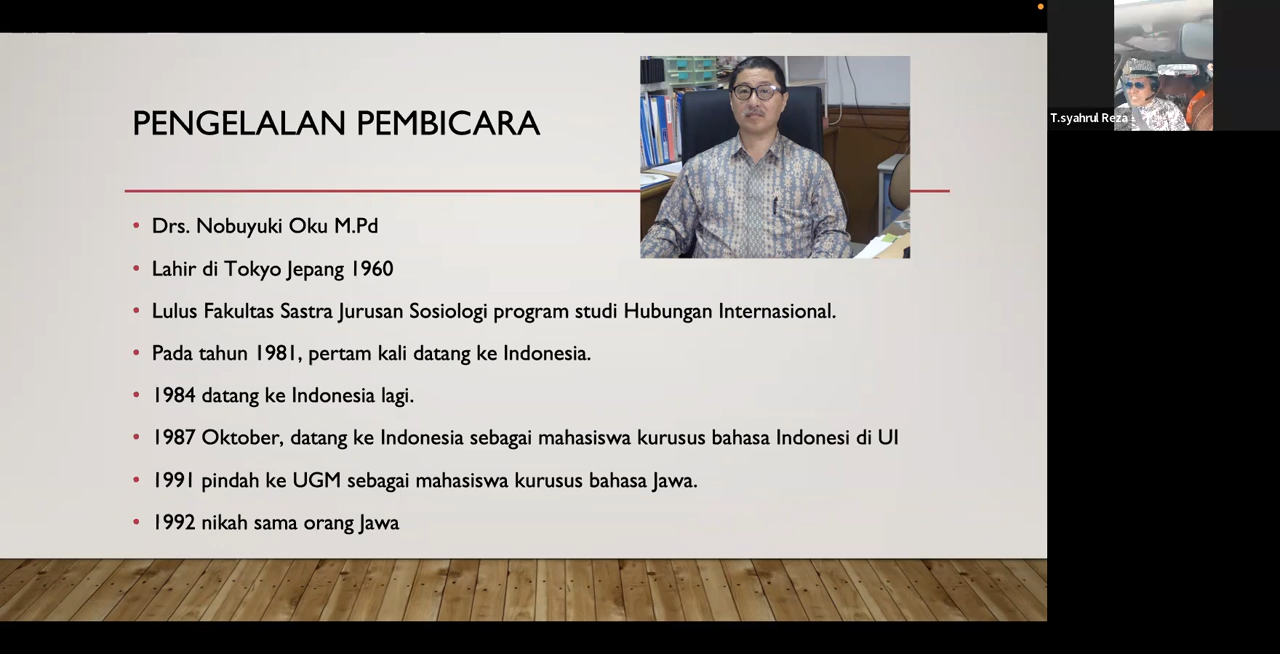 PENGELALAN PEMBICARA
Drs. Nobuyuki Oku M.Pd
Lahir di Tokyo Jepang 1960
Lulus Fakultas Sastra Jurusan Sosiologi program studi Hubungan Internasional.
Pada tahun 1981, pertam kali datang ke Indonesia.
1984 datang ke Indonesia lagi.
1987 Oktober, datang ke Indonesia sebagai mahasiswa kurusus bahasa Indonesi di UI
1991 pindah ke UGM sebagai mahasiswa kurusus bahasa Jawa.
1992 nikah sama orang Jawa
T.syahrul Reza